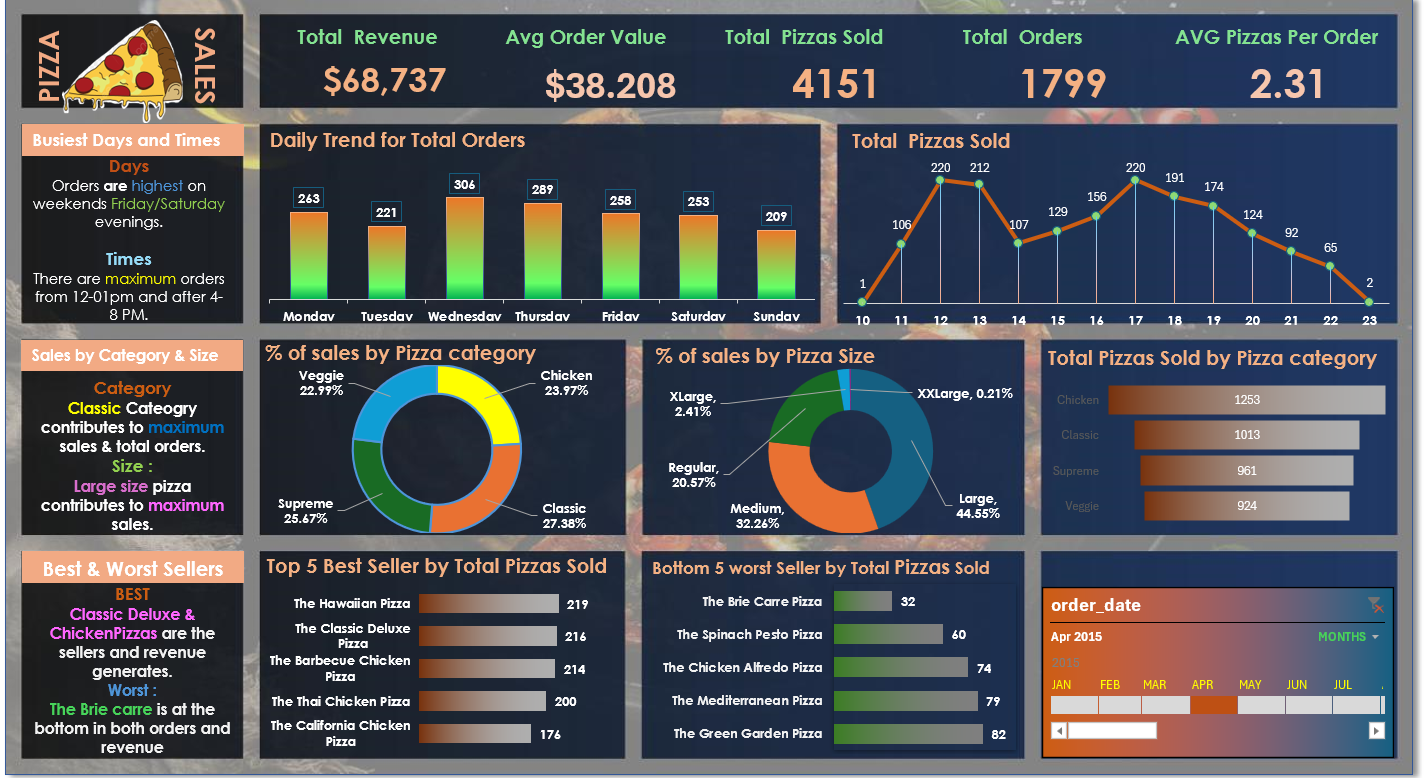 PIZZA
SALES
Total Revenue
$68,737
Avg Order Value
$38.208
Total Pizzas Sold
4151
Total Orders
1799
AVG Pizzas Per Order
2.31
Busiest Days and Times
Days
Orders are highest on
weekends Friday/Saturday
evenings.
Times
There are maximum orders
from 12-01pm and after 4-
8 PM.
Daily Trend for Total Orders
263
221
306
289
258
253
209
Monday
Tuesday
Wednesday
Thursday
Friday
Saturday
Sunday
Total Pizzas Sold
1
106
220
212
107
129
156
220
191
174
124
92
65
2
10
11
12
13
14
15
16
17
18
19
20
21
22
23
Sales by Category & Size
Category
Classic Cateogry
contributes to maximum
sales & total orders.
Size :
Large size pizza
contributes to maximum
sales.
% of sales by Pizza category
Veggie
22.99%
Chicken
23.97%
Supreme
25.67%
Classic
27.38%
% of sales by Pizza Size
XLarge,
2.41%
XXLarge, 0.21%
Regular,
20.57%
Medium,
32.26%
Large,
44.55%
Total Pizzas Sold by Pizza category
Chicken 1253
Classic 1013
Supreme 961
Veggie 924
Best & Worst Sellers
BEST
Classic Deluxe &
ChickenPizzas are the
sellers and revenue
generates.
Worst :
The Brie carre is at the
bottom in both orders and
revenue
Top 5 Best Seller by Total Pizzas Sold
The Hawaiian Pizza 219
The Classic Deluxe
Pizza 216
The Barbecue Chicken
Pizza 214
The Thai Chicken Pizza 200
The California Chicken
Pizza 176
Bottom 5 worst Seller by Total Pizzas Sold
The Brie Carre Pizza 32
The Spinach Pesto Pizza 60
The Chicken Alfredo Pizza 74
The Mediterranean Pizza 79
The Green Garden Pizza 82
order_date
Apr 2015 MONTHS
2015
JAN FEB MAR APR MAY JUN JUL